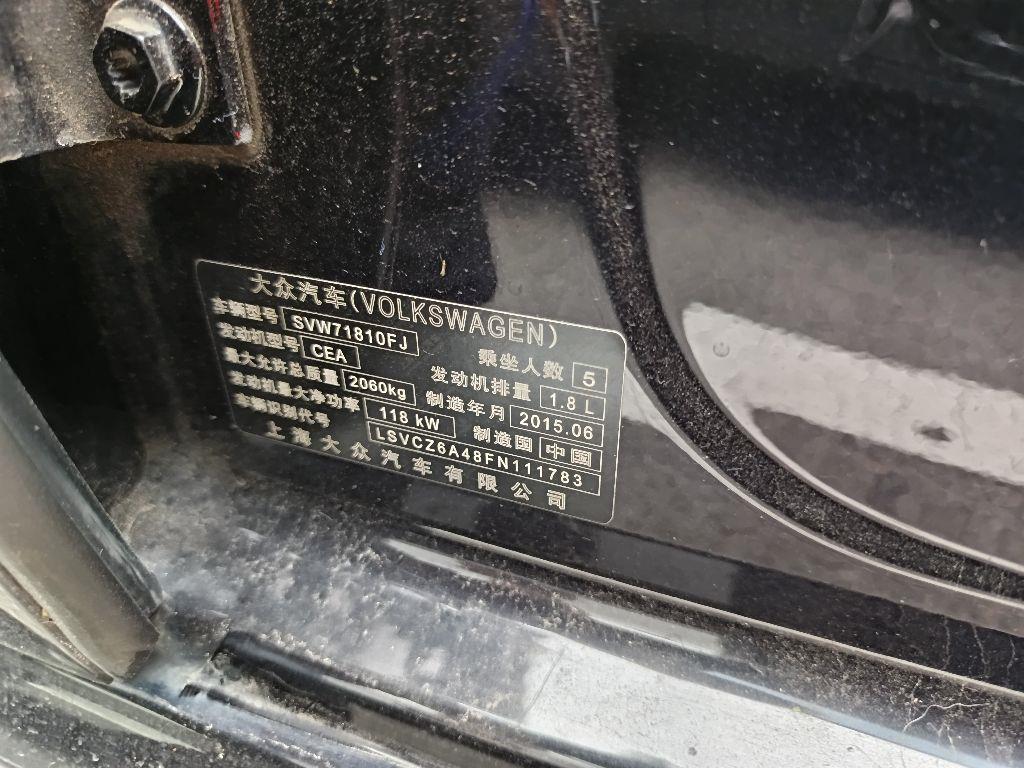 大众汽车(VOLKSWAGEN)
车辆型号 SVW71810FJ 乘坐人数 5
发动机型号 CEA 发动机排量 1.8 L
最大允许总质量 2060kg 制造年月 2015.06
发动机最大净功率 118 kW 制造国 中国
车辆识别代号 LSVCZ6A48FN111783
上海大众汽车有限公司